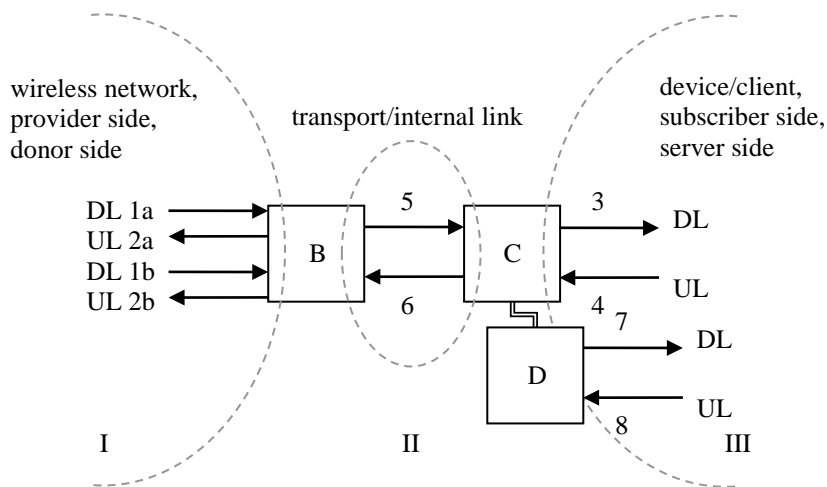 wireless network,
provider side,
donor side
transport/internal link
device/client,
subscriber side,
server side
DL 1a
UL 2a
DL 1b
UL 2b
B
5
6
C
3
DL
UL
4
7
DL
D
UL
8
I
II
III